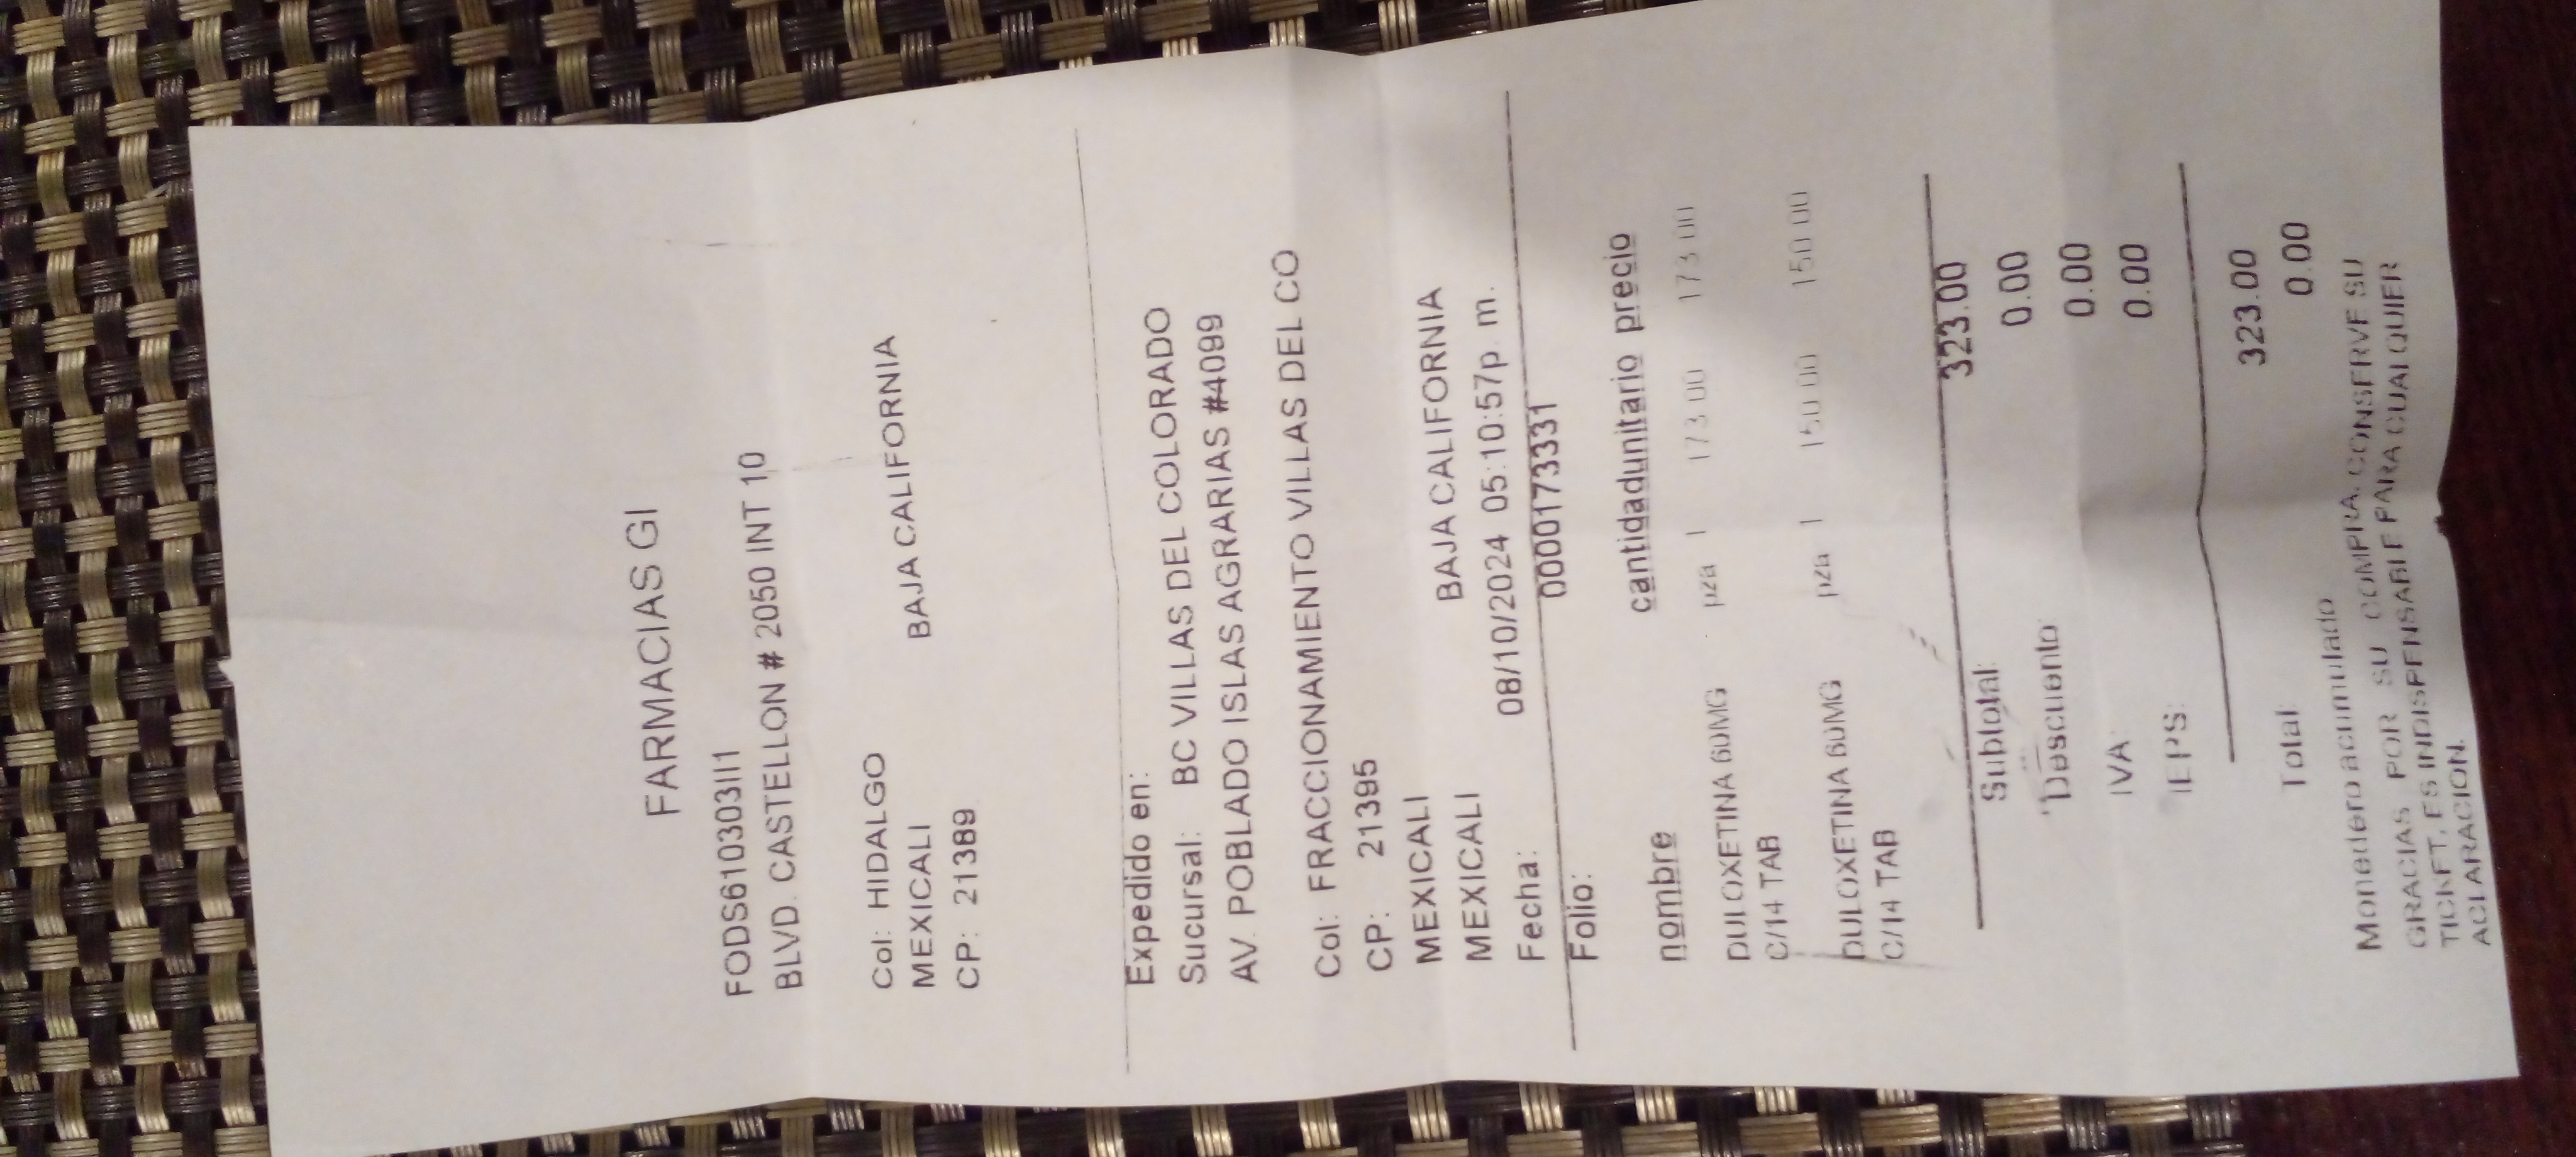 FARMACIAS GI
FODS610303II1
BLVD. CASTELLON # 2050 INT 10
Col: HIDALGO
MEXICALI BAJA CALIFORNIA
CP: 21389
Expedido en:
Sucursal: BC VILLAS DEL COLORADO
AV. POBLADO ISLAS AGRARIAS #4099
Col: FRACCIONAMIENTO VILLAS DEL CO
CP: 21395
MEXICALI
MEXICALI BAJA CALIFORNIA
Fecha: 08/10/2024 05:10:57p. m.
Folio: 0000173331
nombre cantidadunitario precio
DULOXETINA 60MG pza 1 173.00 173.00
C/14 TAB
DULOXETINA 60MG pza 1 150.00 150.00
C/14 TAB
Subtotal: 323.00
Descuento: 0.00
IVA: 0.00
IEPS: 0.00
Total: 323.00
Monedero acumulado 0.00
GRACIAS POR SU COMPRA. CONSERVE SU
TICKET, ES INDISPENSABLE PARA CUALQUIER
ACLARACION.